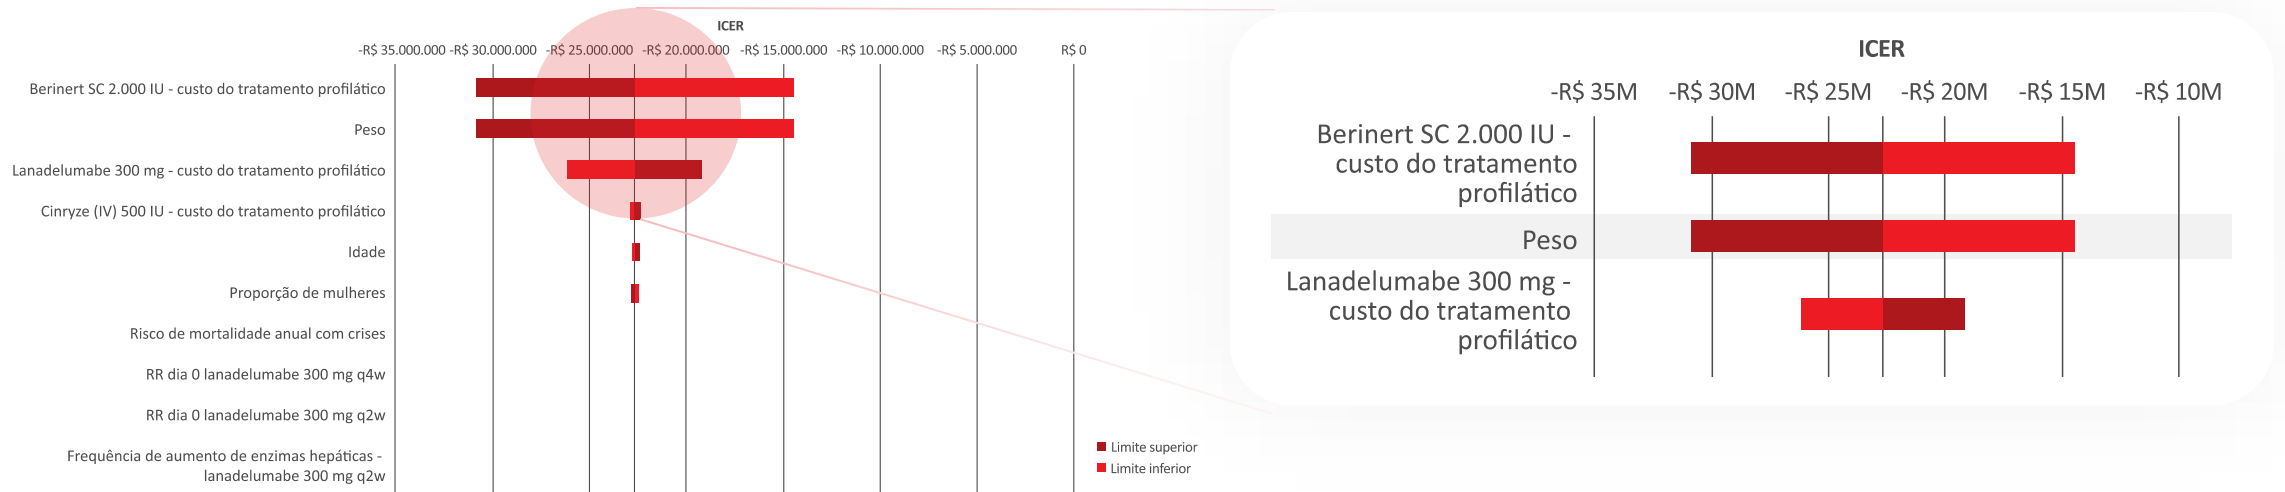 ICER
-R$ 35.000.000 -R$ 30.000.000 -R$ 25.000.000 -R$ 20.000.000 -R$ 15.000.000 -R$ 10.000.000 -R$ 5.000.000 R$ 0
Berinert SC 2.000 IU - custo do tratamento profilático
Peso
Lanadelumabe 300 mg - custo do tratamento profilático
Cinryze (IV) 500 IU - custo do tratamento profilático
Idade
Proporção de mulheres
Risco de mortalidade anual com crises
RR dia 0 lanadelumabe 300 mg q4w
RR dia 0 lanadelumabe 300 mg q2w
Frequência de aumento de enzimas hepáticas -
lanadelumabe 300 mg q2w
Limite superior
Limite inferior
ICER
-R$ 35M -R$ 30M -R$ 25M -R$ 20M -R$ 15M -R$ 10M
Berinert SC 2.000 IU -
custo do tratamento
profilático
Peso
Lanadelumabe 300 mg -
custo do tratamento
profilático